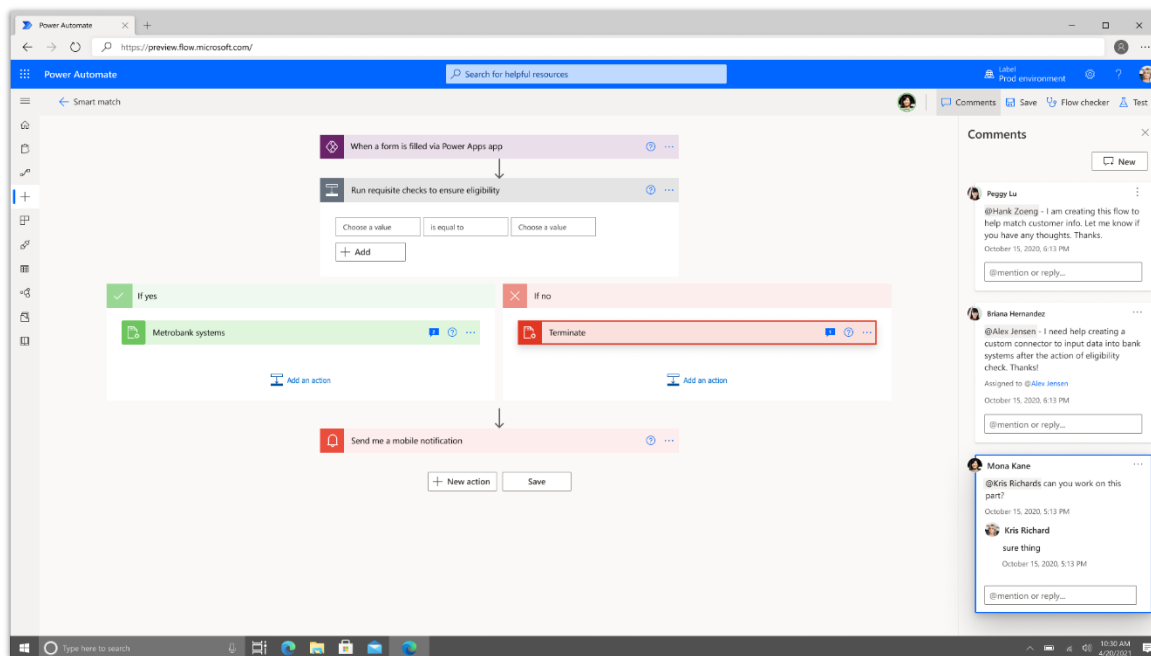 Power Automate
https://preview.flow.microsoft.com/
Power Automate
Search for helpful resources
Label
Prod environment
Smart match
Comments
Save
Flow checker
Test
When a form is filled via Power Apps app
Run requisite checks to ensure eligibility
Choose a value
is equal to
Choose a value
Add
If yes
If no
Metrobank systems
Terminate
Add an action
Add an action
Send me a mobile notification
New action
Save
Comments
New
Peggy Lu
@Hank Zoeng - I am creating this flow to
help match customer info. Let me know if
you have any thoughts. Thanks.
October 15, 2020, 6:13 PM
@mention or reply...
Briana Hernandez
@Alex Jensen - I need help creating a
custom connector to input data into bank
systems after the action of eligibility
check. Thanks!
Assigned to @Alex Jensen
October 15, 2020, 6:13 PM
@mention or reply...
Mona Kane
@Kris Richards can you work on this
part?
October 15, 2020, 5:13 PM
Kris Richard
sure thing
October 15, 2020, 5:13 PM
@mention or reply...
Type here to search
10:30 AM
4/20/2021